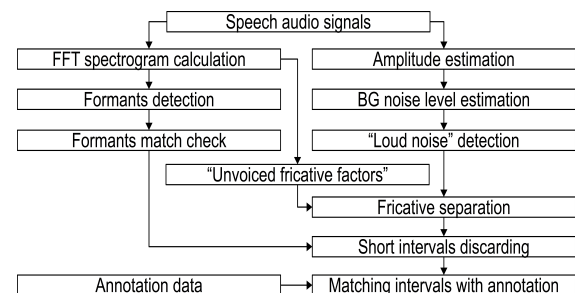 Speech audio signals
FFT spectrogram calculation
Amplitude estimation
Formants detection
BG noise level estimation
Formants match check
“Loud noise” detection
“Unvoiced fricative factors”
Fricative separation
Short intervals discarding
Annotation data
Matching intervals with annotation